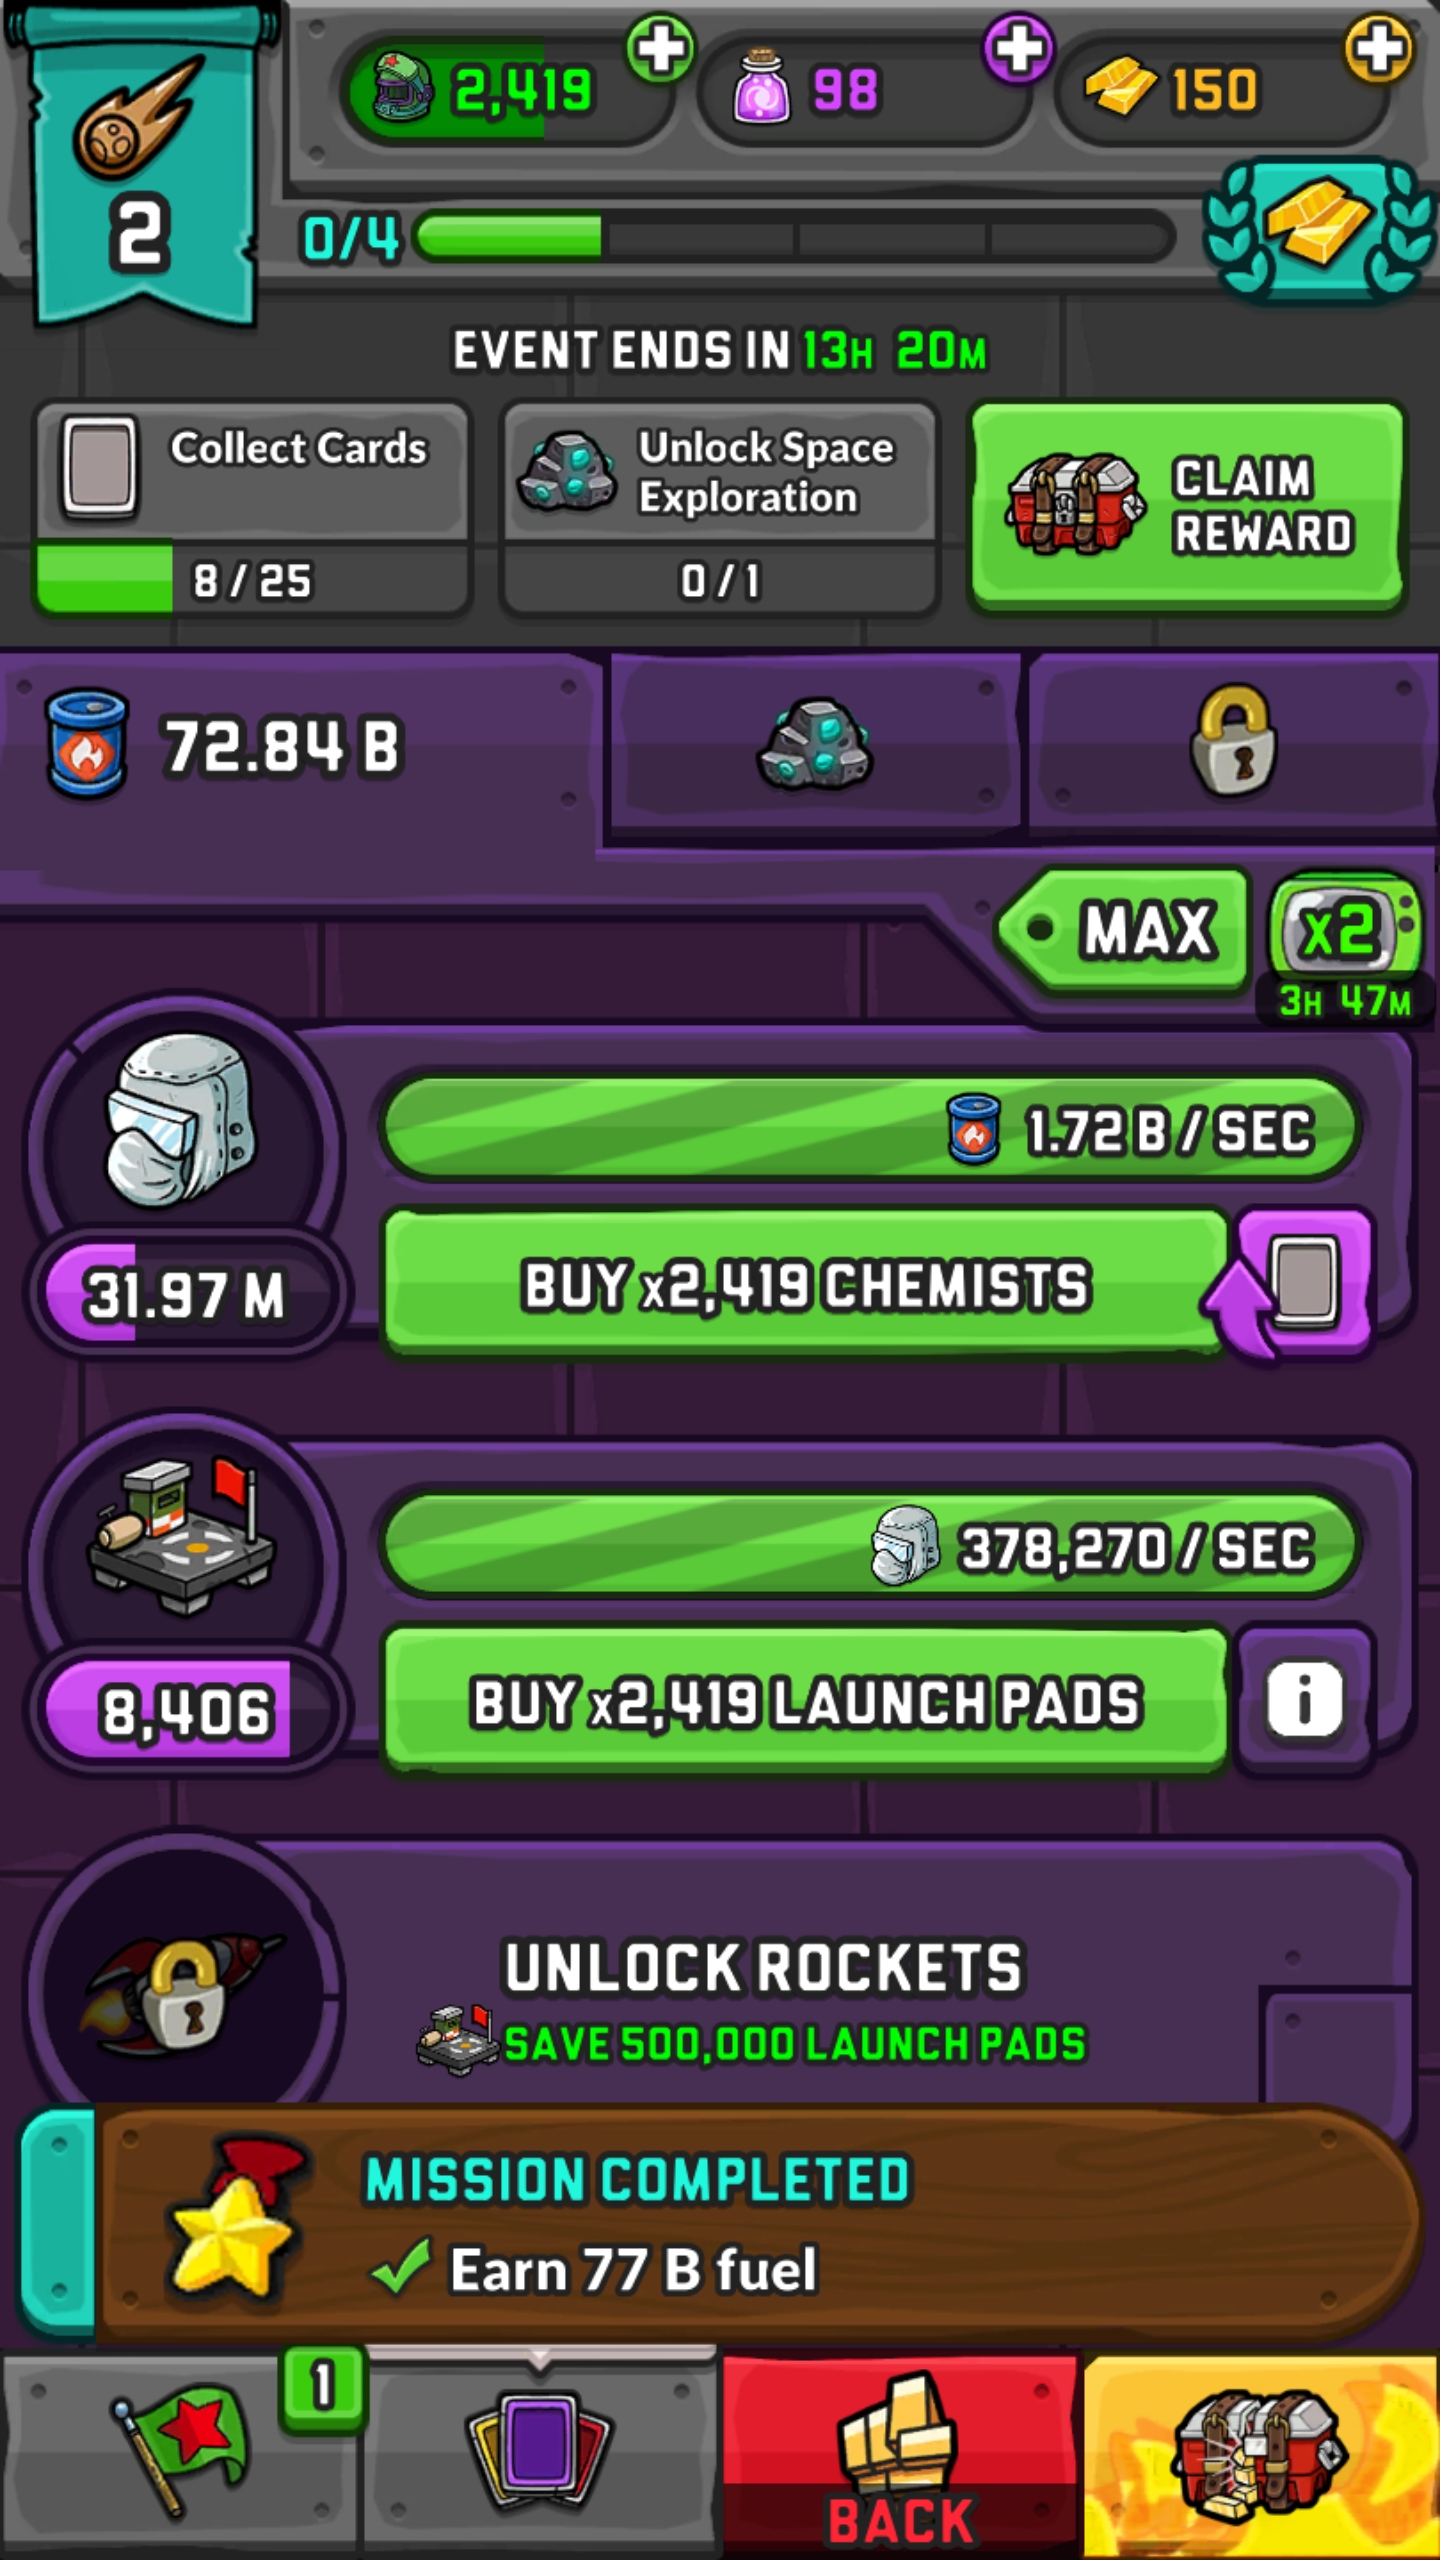 2,419
98
150
2
0/4
EVENT ENDS IN 13H 20M
Collect Cards
8 / 25
Unlock Space
Exploration
0 / 1
CLAIM
REWARD
72.84 B
MAX
x2
3H 47M
1.72 B / SEC
31.97 M
BUY x2,419 CHEMISTS
378,270 / SEC
8,406
BUY x2,419 LAUNCH PADS
i
UNLOCK ROCKETS
SAVE 500,000 LAUNCH PADS
MISSION COMPLETED
Earn 77 B fuel
1
BACK